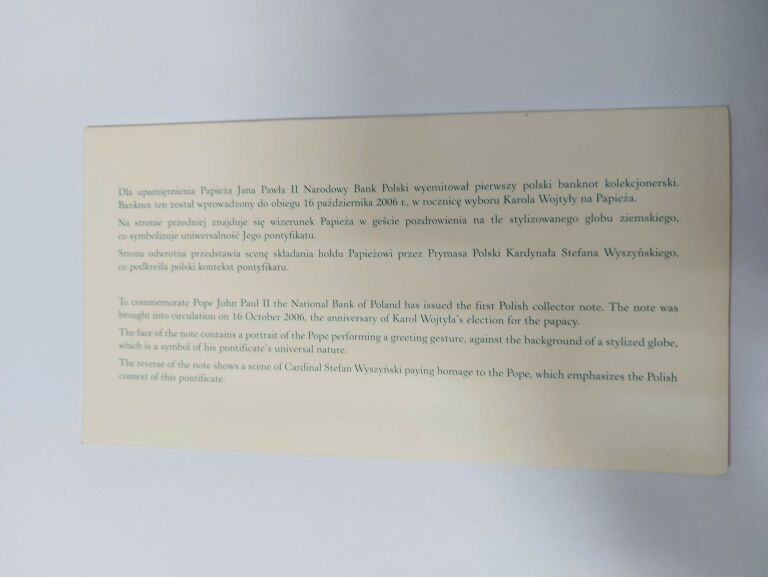 Dla upamiętnienia Papieża Jana Pawła II Narodowy Bank Polski wyemitował pierwszy polski banknot kolekcjonerski.
Banknot ten został wprowadzony do obiegu 16 października 2006 r., w rocznicę wyboru Karola Wojtyły na Papieża.
Na stronie przedniej znajduje się wizerunek Papieża w geście pozdrowienia na tle stylizowanego globu ziemskiego,
co symbolizuje uniwersalność Jego pontyfikatu.
Strona odwrotna przedstawia scenę składania hołdu Papieżowi przez Prymasa Polski Kardynała Stefana Wyszyńskiego,
co podkreśla polski kontekst pontyfikatu.
To commemorate Pope John Paul II the National Bank of Poland has issued the first Polish collector note. The note was
brought into circulation on 16 October 2006, the anniversary of Karol Wojtyła's election for the papacy.
The face of the note contains a portrait of the Pope performing a greeting gesture, against the background of a stylized globe,
which is a symbol of his pontificate's universal nature.
The reverse of the note shows a scene of Cardinal Stefan Wyszyński paying homage to the Pope, which emphasizes the Polish
context of this pontificate.